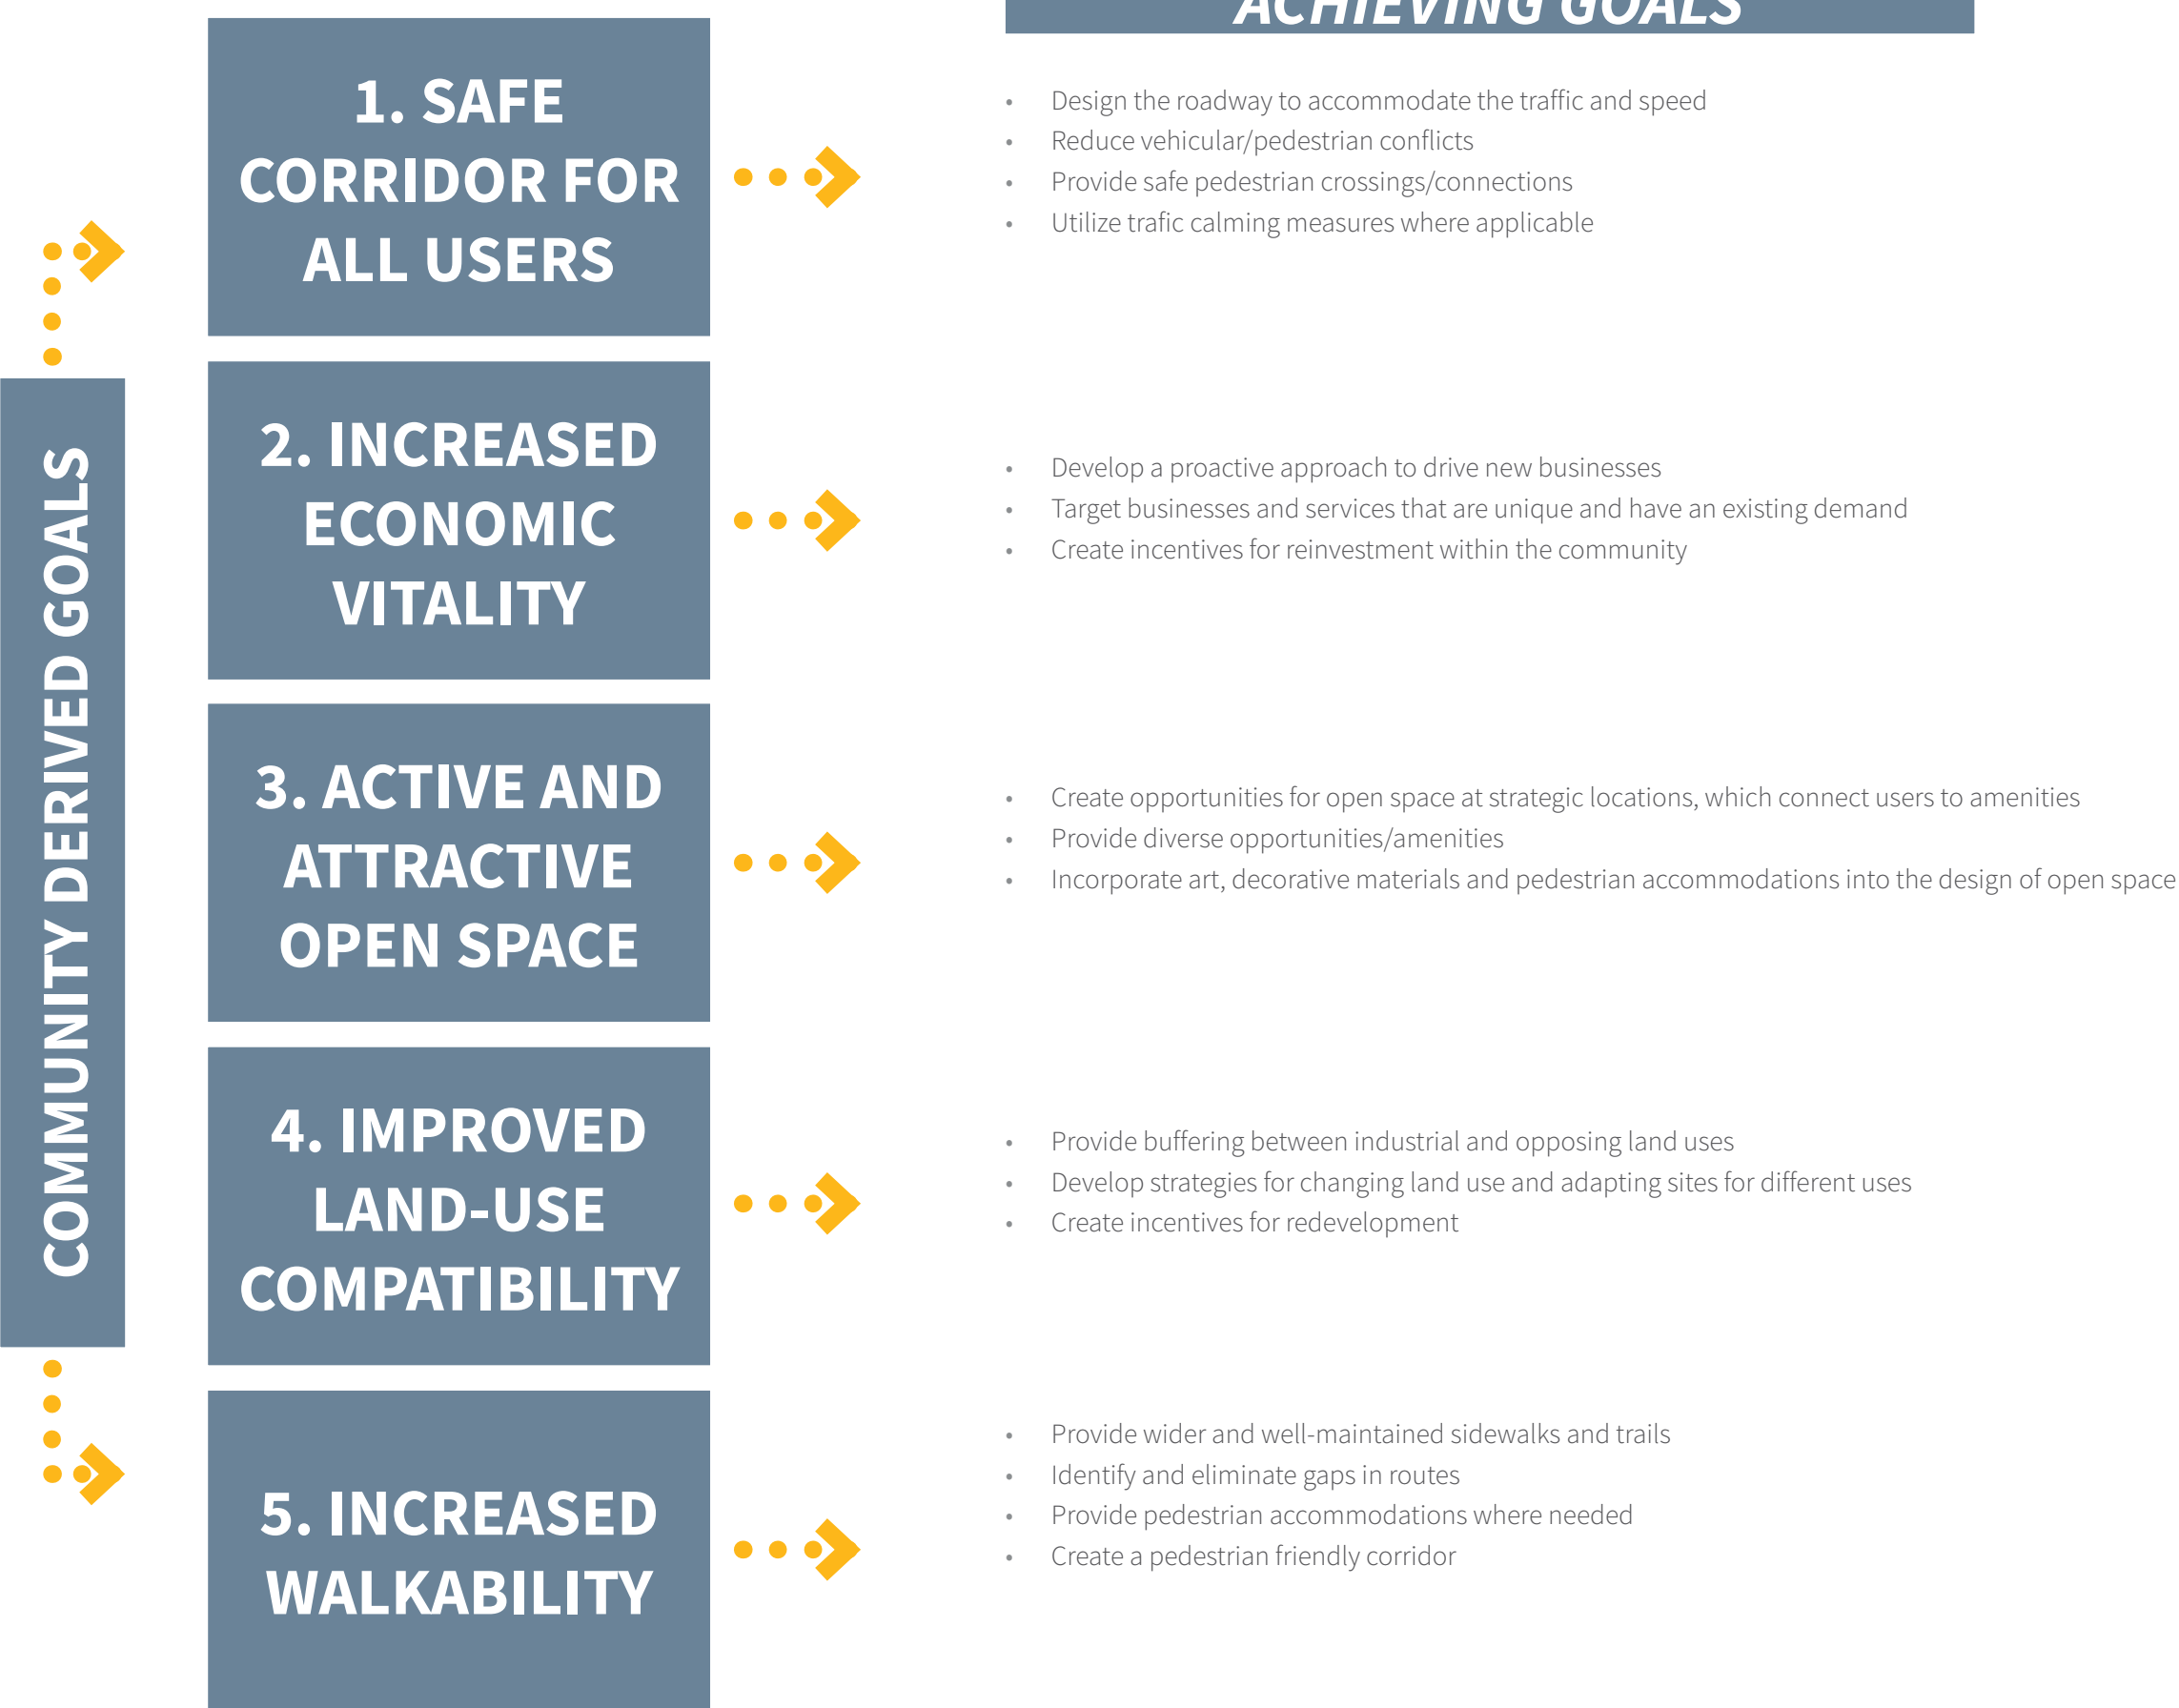 ACHIEVING GOALS
COMMUNITY DERIVED GOALS
1. SAFE
CORRIDOR FOR
ALL USERS
• Design the roadway to accommodate the traffic and speed
• Reduce vehicular/pedestrian conflicts
• Provide safe pedestrian crossings/connections
• Utilize trafic calming measures where applicable
2. INCREASED
ECONOMIC
VITALITY
• Develop a proactive approach to drive new businesses
• Target businesses and services that are unique and have an existing demand
• Create incentives for reinvestment within the community
3. ACTIVE AND
ATTRACTIVE
OPEN SPACE
• Create opportunities for open space at strategic locations, which connect users to amenities
• Provide diverse opportunities/amenities
• Incorporate art, decorative materials and pedestrian accommodations into the design of open space
4. IMPROVED
LAND-USE
COMPATIBILITY
• Provide buffering between industrial and opposing land uses
• Develop strategies for changing land use and adapting sites for different uses
• Create incentives for redevelopment
5. INCREASED
WALKABILITY
• Provide wider and well-maintained sidewalks and trails
• Identify and eliminate gaps in routes
• Provide pedestrian accommodations where needed
• Create a pedestrian friendly corridor